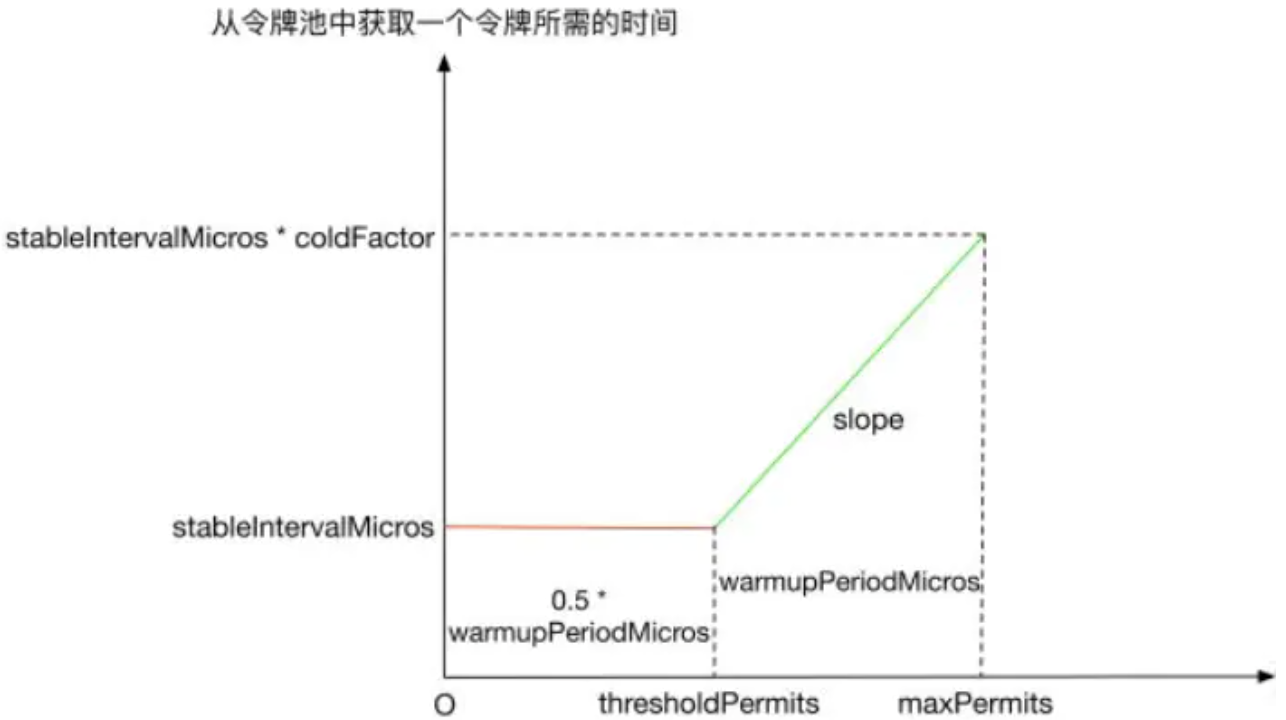 从令牌池中获取一个令牌所需的时间
stableIntervalMicros * coldFactor
slope
stableIntervalMicros
warmupPeriodMicros
0.5 *
warmupPeriodMicros
O
thresholdPermits
maxPermits